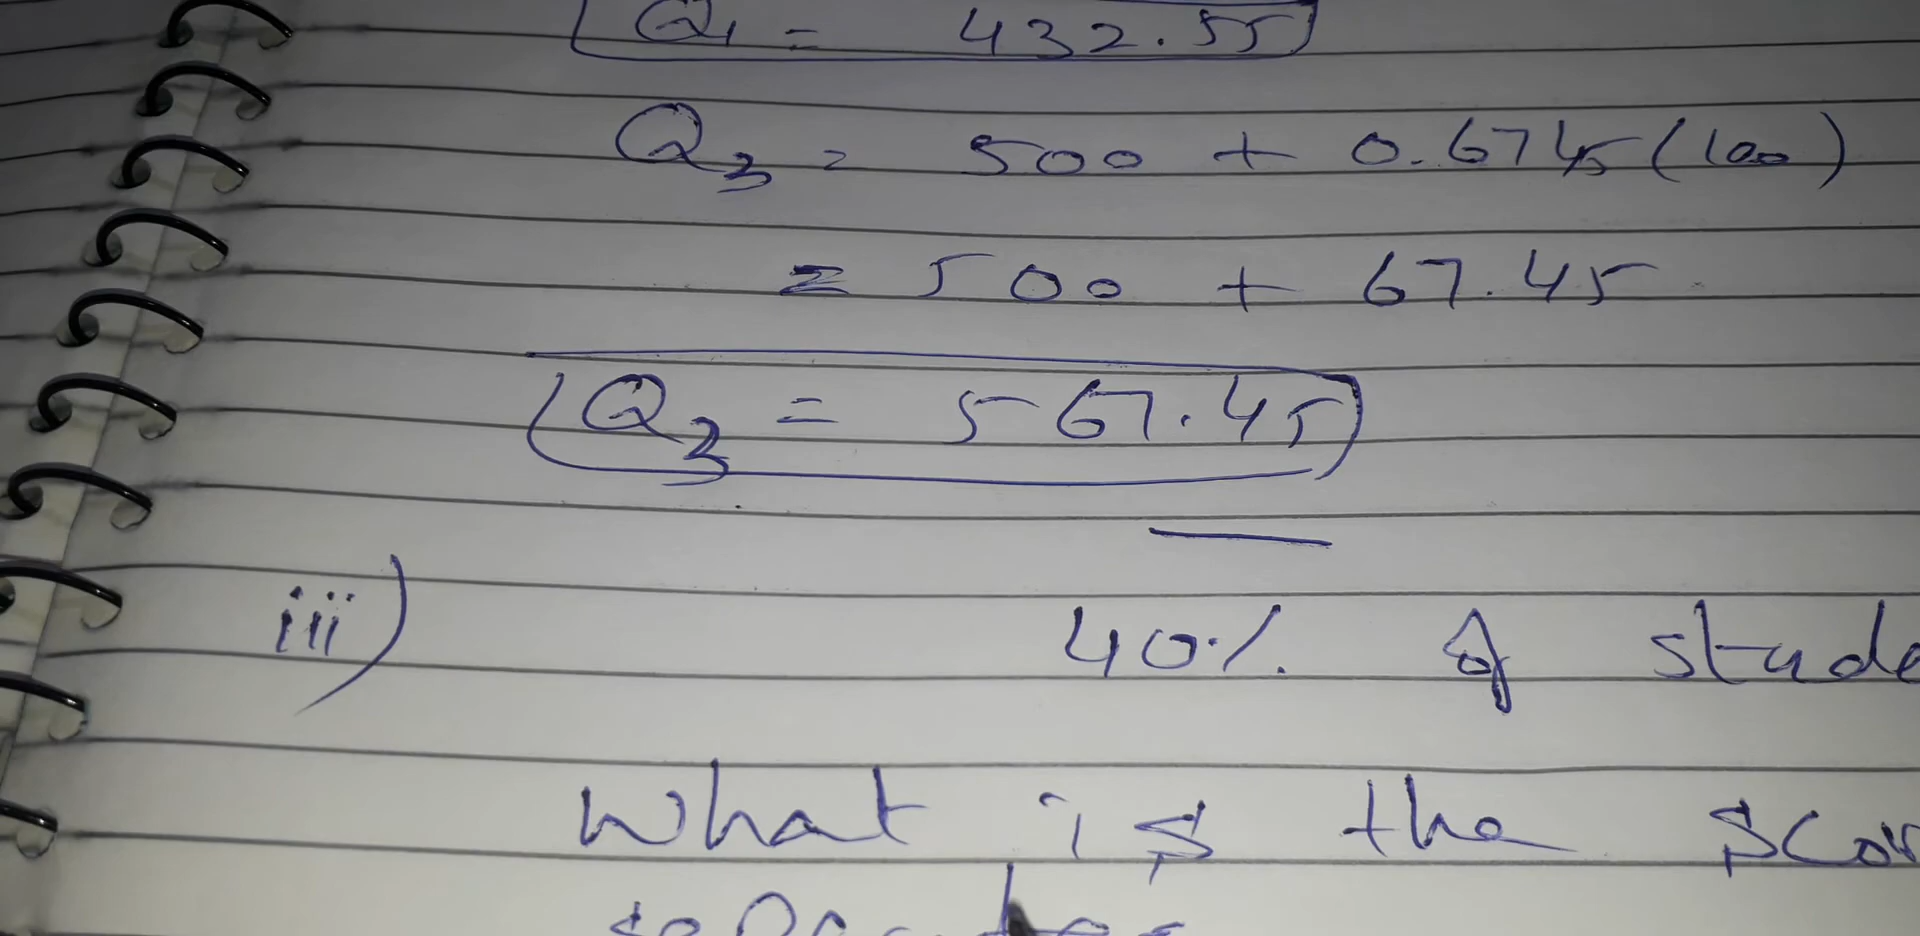 Q1 = 432.55
Q3 = 500 + 0.6745(100)
= 500 + 67.45
Q3 = 567.45
iii) 40% of stude
What is the scor